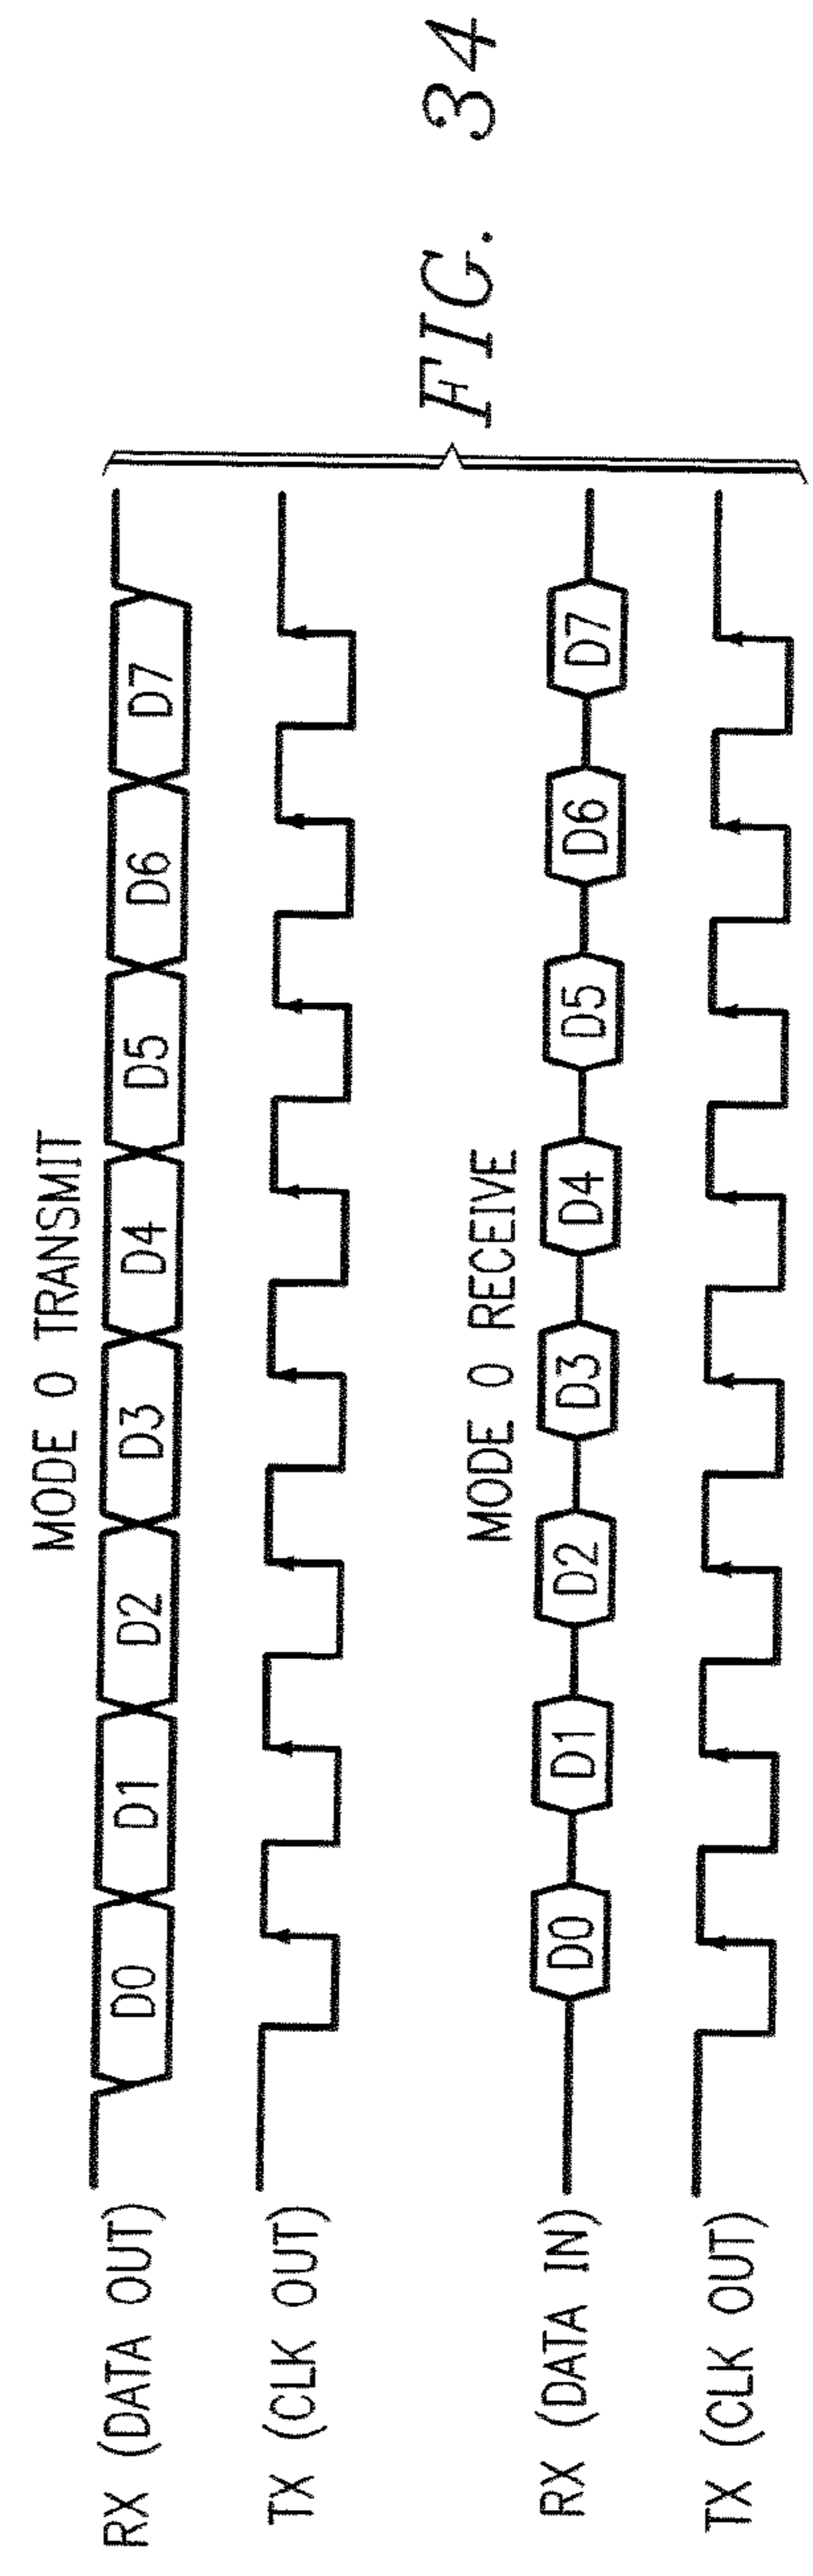 MODE 0 TRANSMIT
RX (DATA OUT) D0 D1 D2 D3 D4 D5 D6 D7
TX (CLK OUT)
MODE 0 RECEIVE
RX (DATA IN) D0 D1 D2 D3 D4 D5 D6 D7
TX (CLK OUT)
FIG. 34